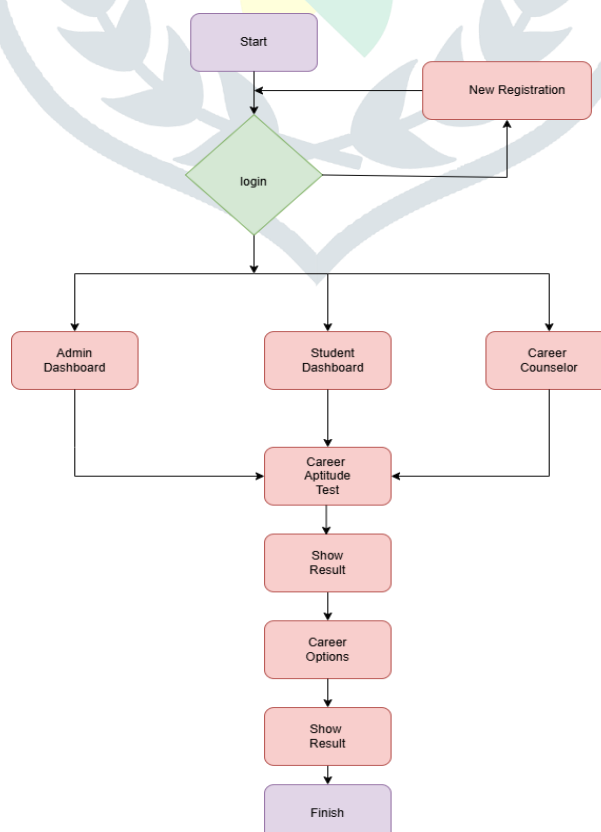 Start
New Registration
login
Admin
Dashboard
Student
Dashboard
Career
Counselor
Career
Aptitude
Test
Show
Result
Career
Options
Show
Result
Finish